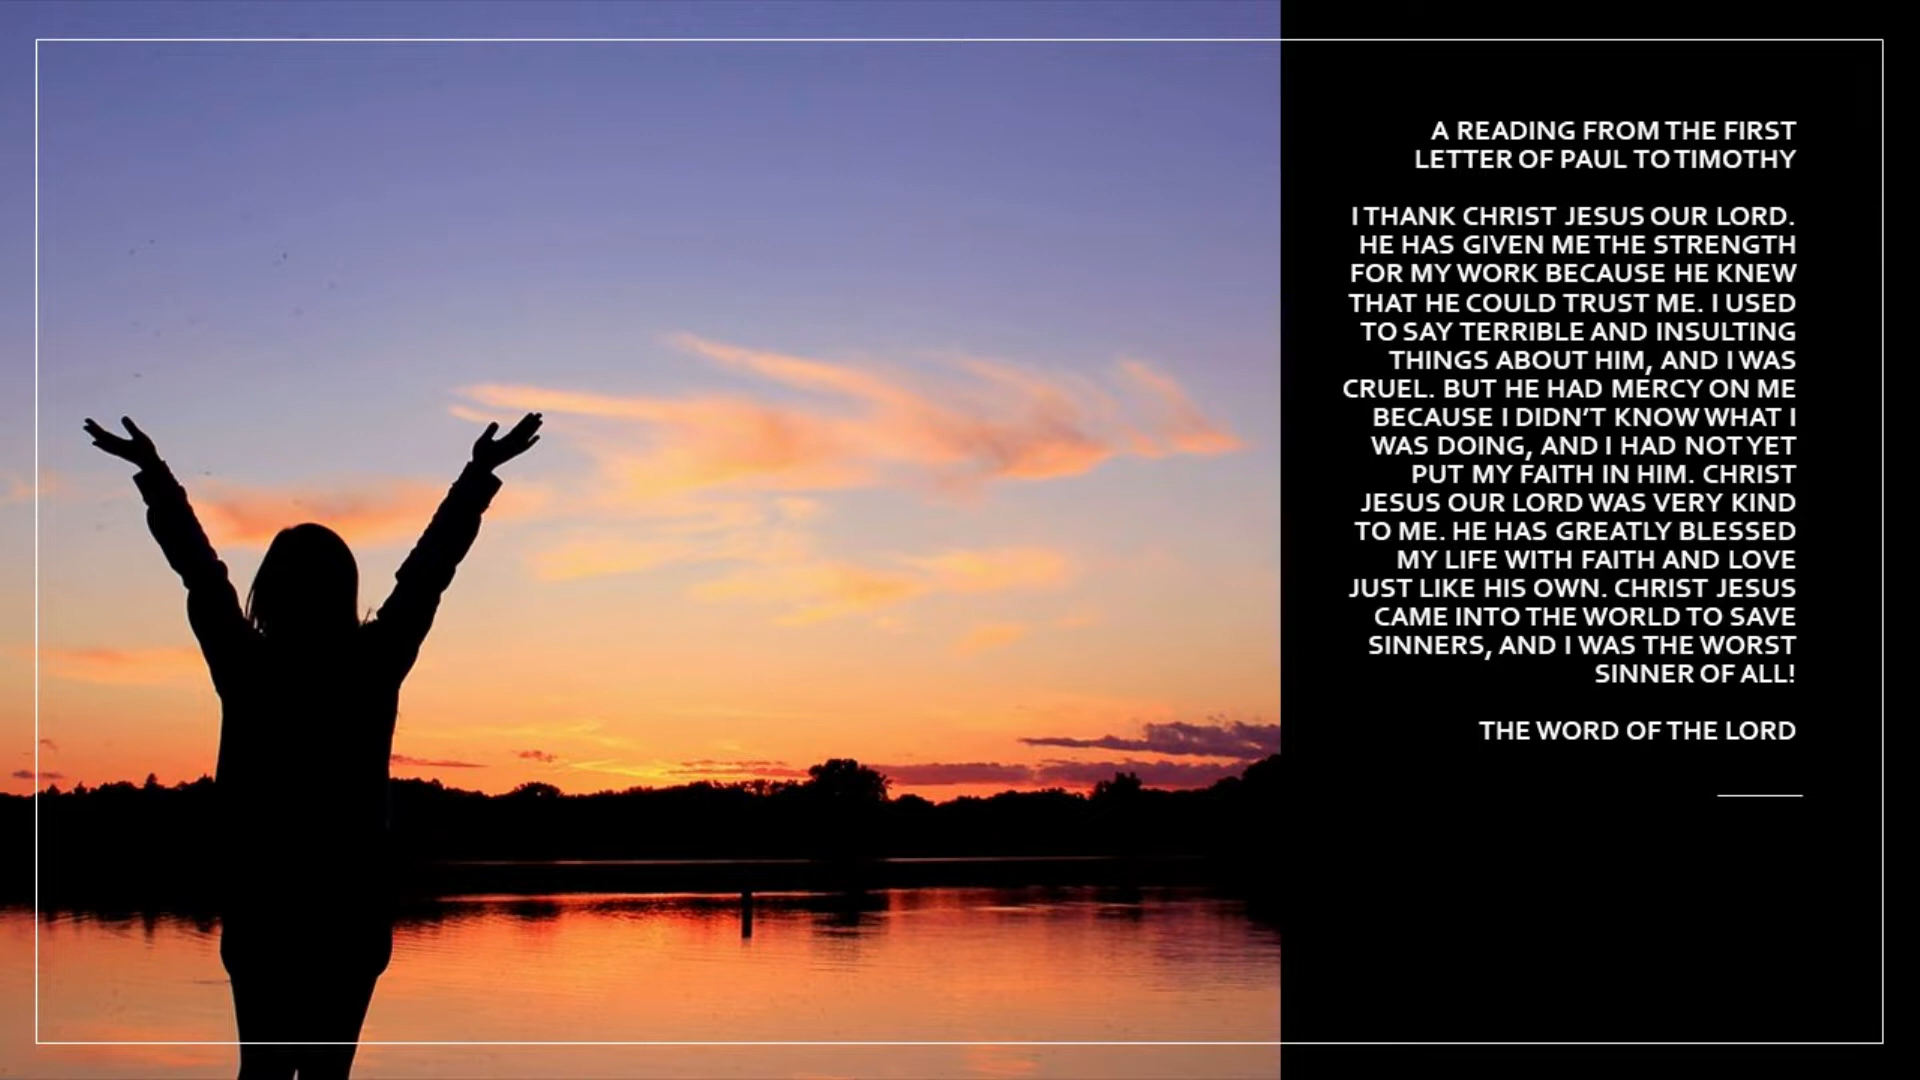 A READING FROM THE FIRST
LETTER OF PAUL TO TIMOTHY
I THANK CHRIST JESUS OUR LORD.
HE HAS GIVEN ME THE STRENGTH
FOR MY WORK BECAUSE HE KNEW
THAT HE COULD TRUST ME. I USED
TO SAY TERRIBLE AND INSULTING
THINGS ABOUT HIM, AND I WAS
CRUEL. BUT HE HAD MERCY ON ME
BECAUSE I DIDN’T KNOW WHAT I
WAS DOING, AND I HAD NOT YET
PUT MY FAITH IN HIM. CHRIST
JESUS OUR LORD WAS VERY KIND
TO ME. HE HAS GREATLY BLESSED
MY LIFE WITH FAITH AND LOVE
JUST LIKE HIS OWN. CHRIST JESUS
CAME INTO THE WORLD TO SAVE
SINNERS, AND I WAS THE WORST
SINNER OF ALL!
THE WORD OF THE LORD